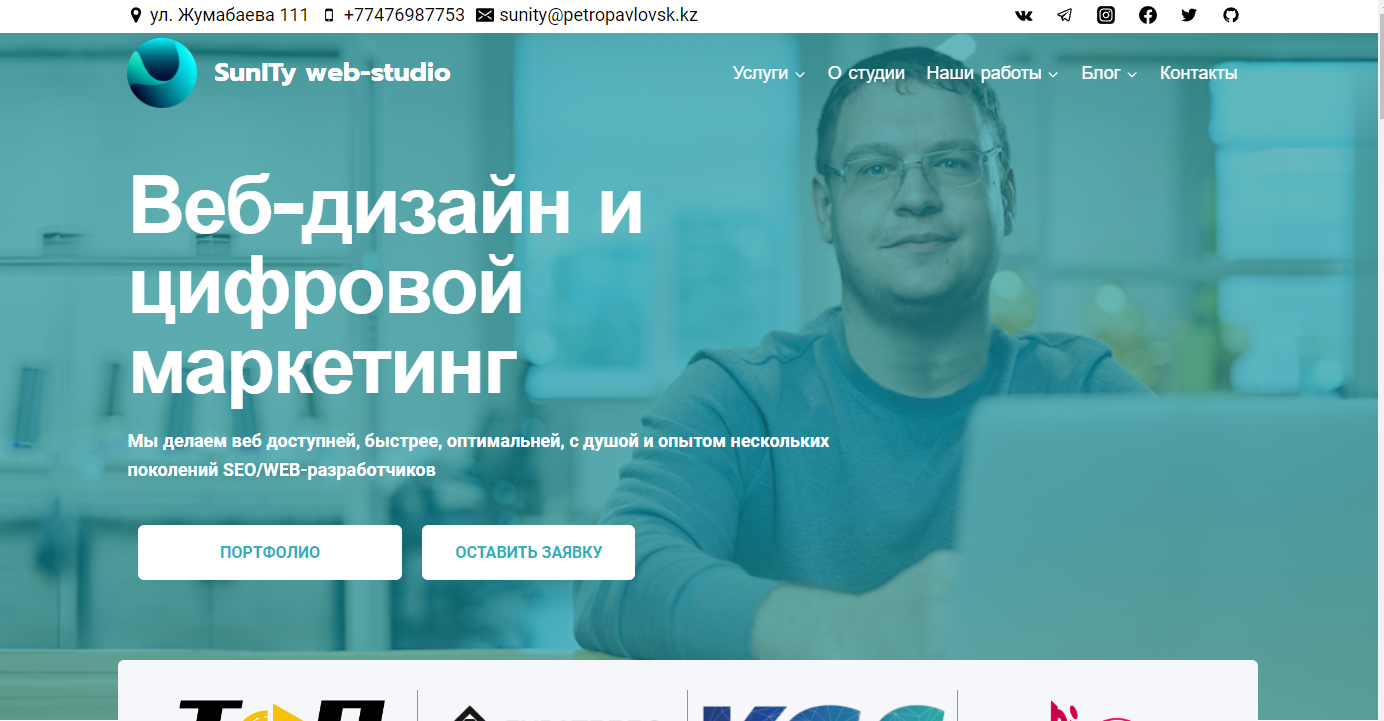 ул. Жумабаева 111 +77476987753 sunity@petropavlovsk.kz
SunITy web-studio
Услуги О студии Наши работы Блог Контакты
Веб-дизайн и
цифровой
маркетинг
Мы делаем веб доступней, быстрее, оптимальней, с душой и опытом нескольких
поколений SEO/WEB-разработчиков
ПОРТФОЛИО ОСТАВИТЬ ЗАЯВКУ